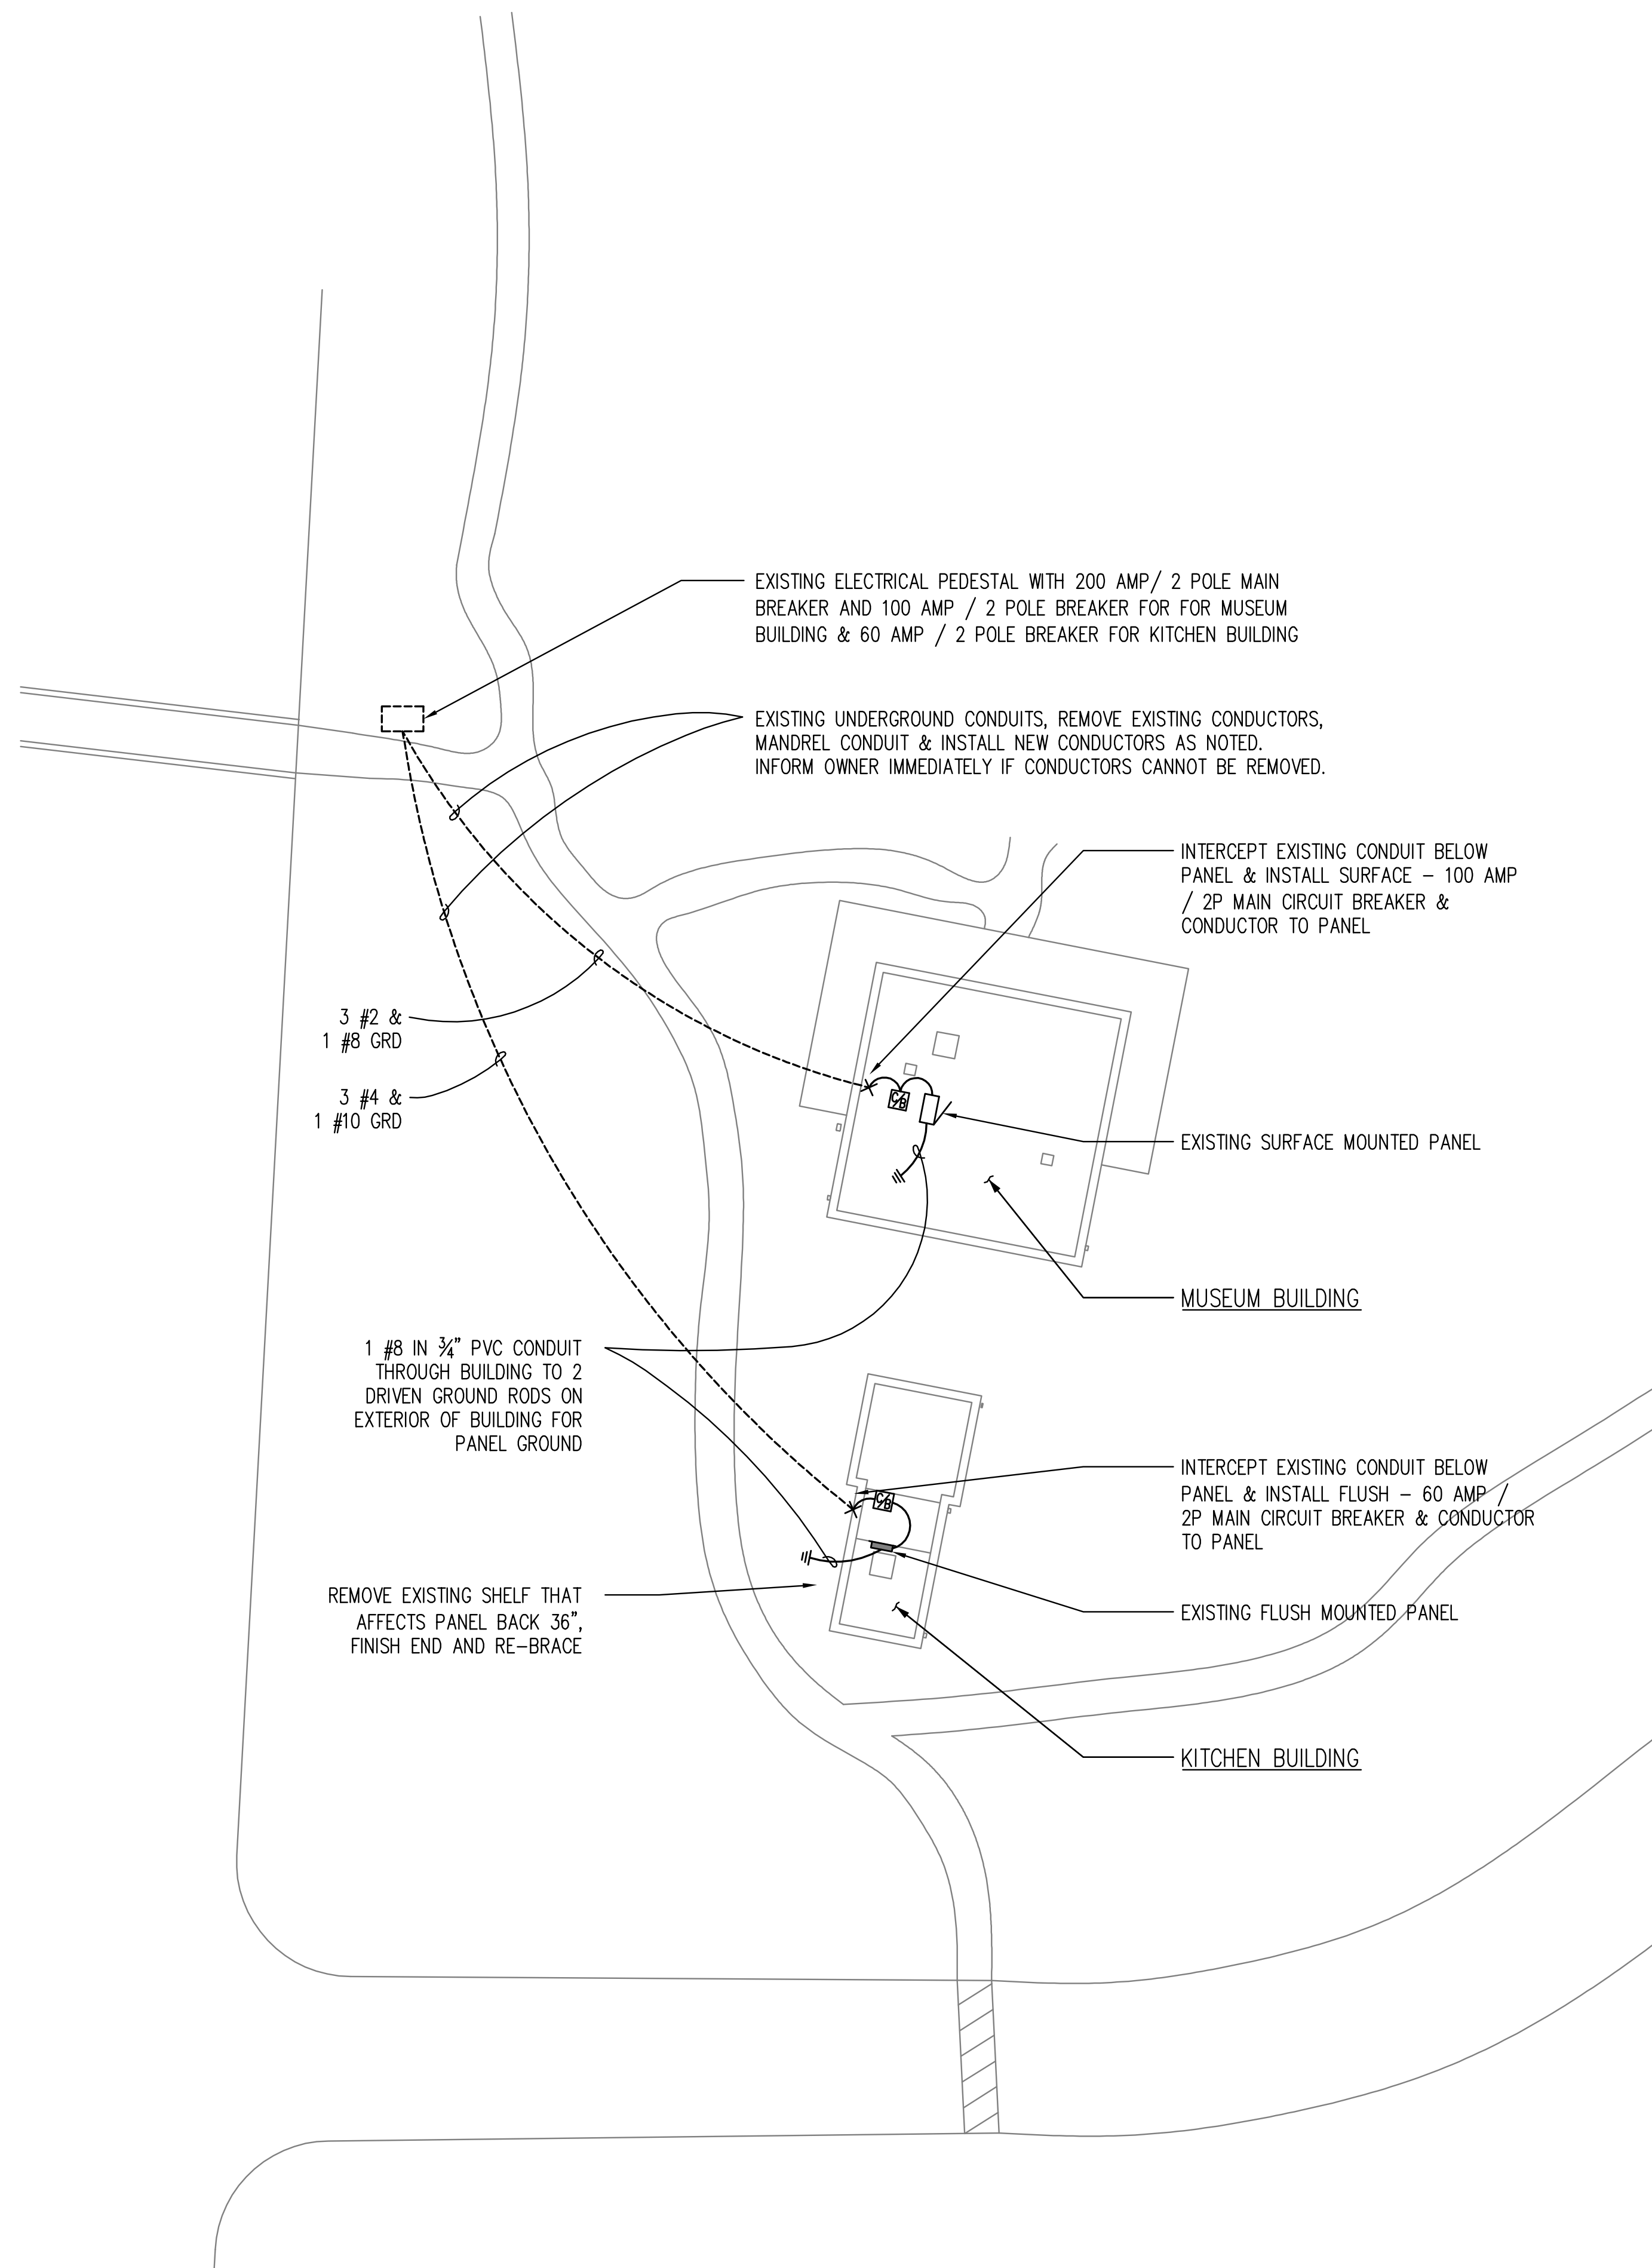 EXISTING ELECTRICAL PEDESTAL WITH 200 AMP/ 2 POLE MAIN
BREAKER AND 100 AMP / 2 POLE BREAKER FOR FOR MUSEUM
BUILDING & 60 AMP / 2 POLE BREAKER FOR KITCHEN BUILDING
EXISTING UNDERGROUND CONDUITS, REMOVE EXISTING CONDUCTORS,
MANDREL CONDUIT & INSTALL NEW CONDUCTORS AS NOTED.
INFORM OWNER IMMEDIATELY IF CONDUCTORS CANNOT BE REMOVED.
INTERCEPT EXISTING CONDUIT BELOW
PANEL & INSTALL SURFACE – 100 AMP
/ 2P MAIN CIRCUIT BREAKER &
CONDUCTOR TO PANEL
3 #2 &
1 #8 GRD
3 #4 &
1 #10 GRD
C/B
EXISTING SURFACE MOUNTED PANEL
MUSEUM BUILDING
1 #8 IN ¾" PVC CONDUIT
THROUGH BUILDING TO 2
DRIVEN GROUND RODS ON
EXTERIOR OF BUILDING FOR
PANEL GROUND
INTERCEPT EXISTING CONDUIT BELOW
PANEL & INSTALL FLUSH – 60 AMP /
2P MAIN CIRCUIT BREAKER & CONDUCTOR
TO PANEL
C/B
REMOVE EXISTING SHELF THAT
AFFECTS PANEL BACK 36",
FINISH END AND RE–BRACE
EXISTING FLUSH MOUNTED PANEL
KITCHEN BUILDING